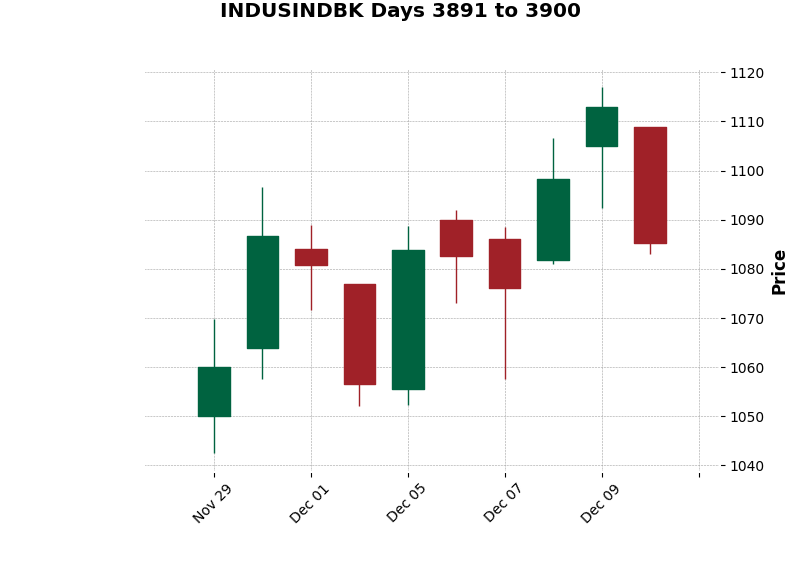 INDUSINDBK Days 3891 to 3900
1120
1110
1100
1090
1080
1070
1060
1050
1040
Price
Nov 29
Dec 01
Dec 05
Dec 07
Dec 09